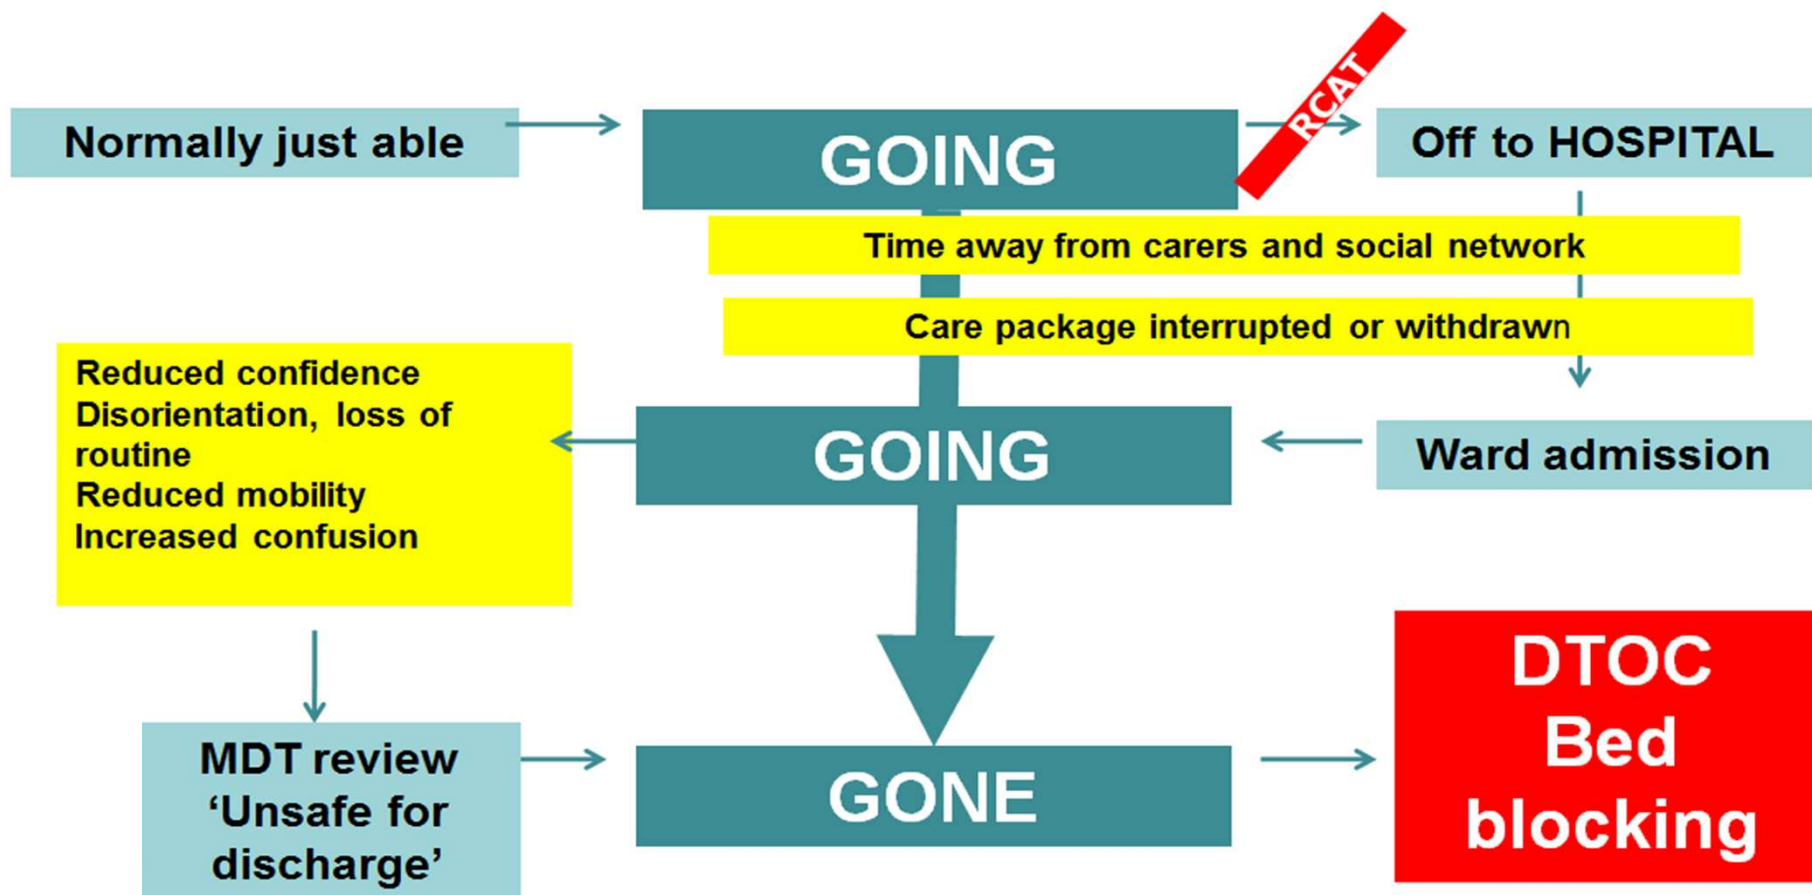 Normally just able
GOING
RCAT
Off to HOSPITAL
Time away from carers and social network
Care package interrupted or withdrawn
Reduced confidence
Disorientation, loss of
routine
Reduced mobility
Increased confusion
GOING
Ward admission
MDT review
‘Unsafe for
discharge’
GONE
DTOC
Bed
blocking